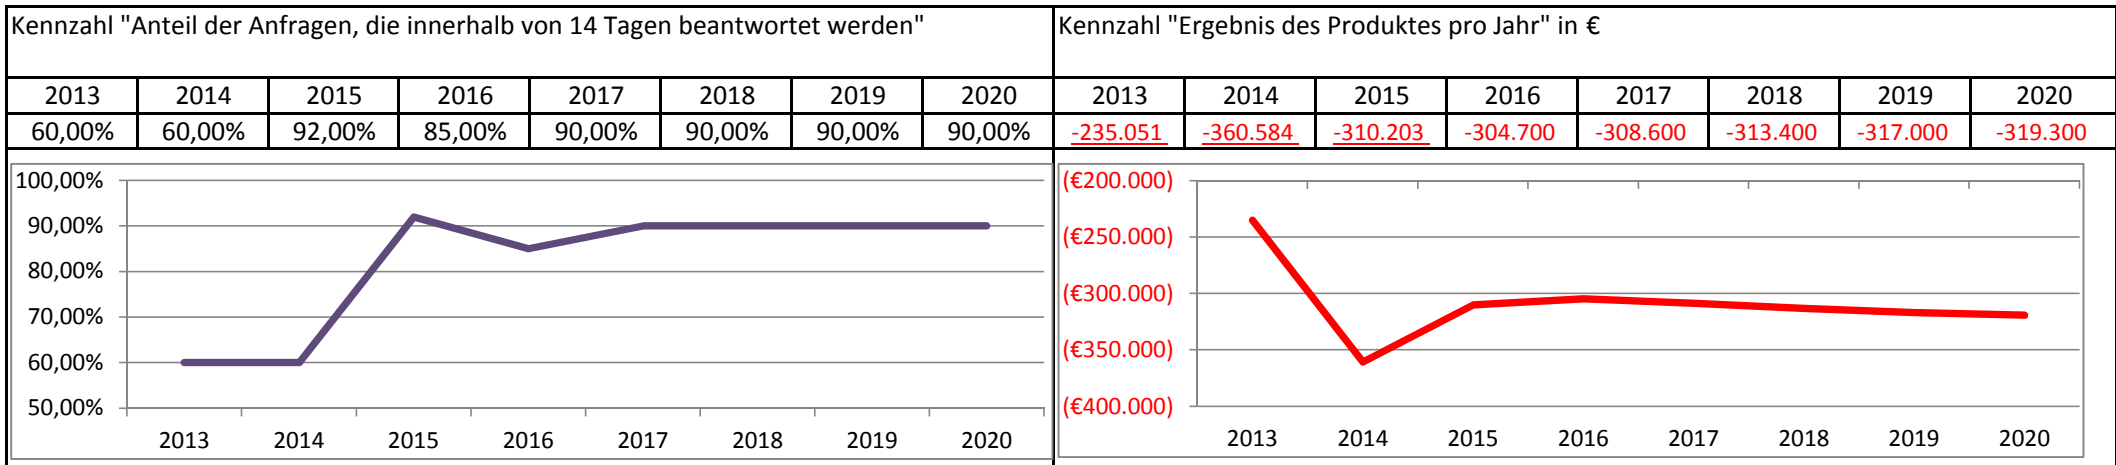 Kennzahl "Anteil der Anfragen, die innerhalb von 14 Tagen beantwortet werden"
2013 2014 2015 2016 2017 2018 2019 2020
60,00% 60,00% 92,00% 85,00% 90,00% 90,00% 90,00% 90,00%
100,00%
90,00%
80,00%
70,00%
60,00%
50,00%
2013 2014 2015 2016 2017 2018 2019 2020
Kennzahl "Ergebnis des Produktes pro Jahr" in €
2013 2014 2015 2016 2017 2018 2019 2020
-235.051 -360.584 -310.203 -304.700 -308.600 -313.400 -317.000 -319.300
(€200.000)
(€250.000)
(€300.000)
(€350.000)
(€400.000)
2013 2014 2015 2016 2017 2018 2019 2020